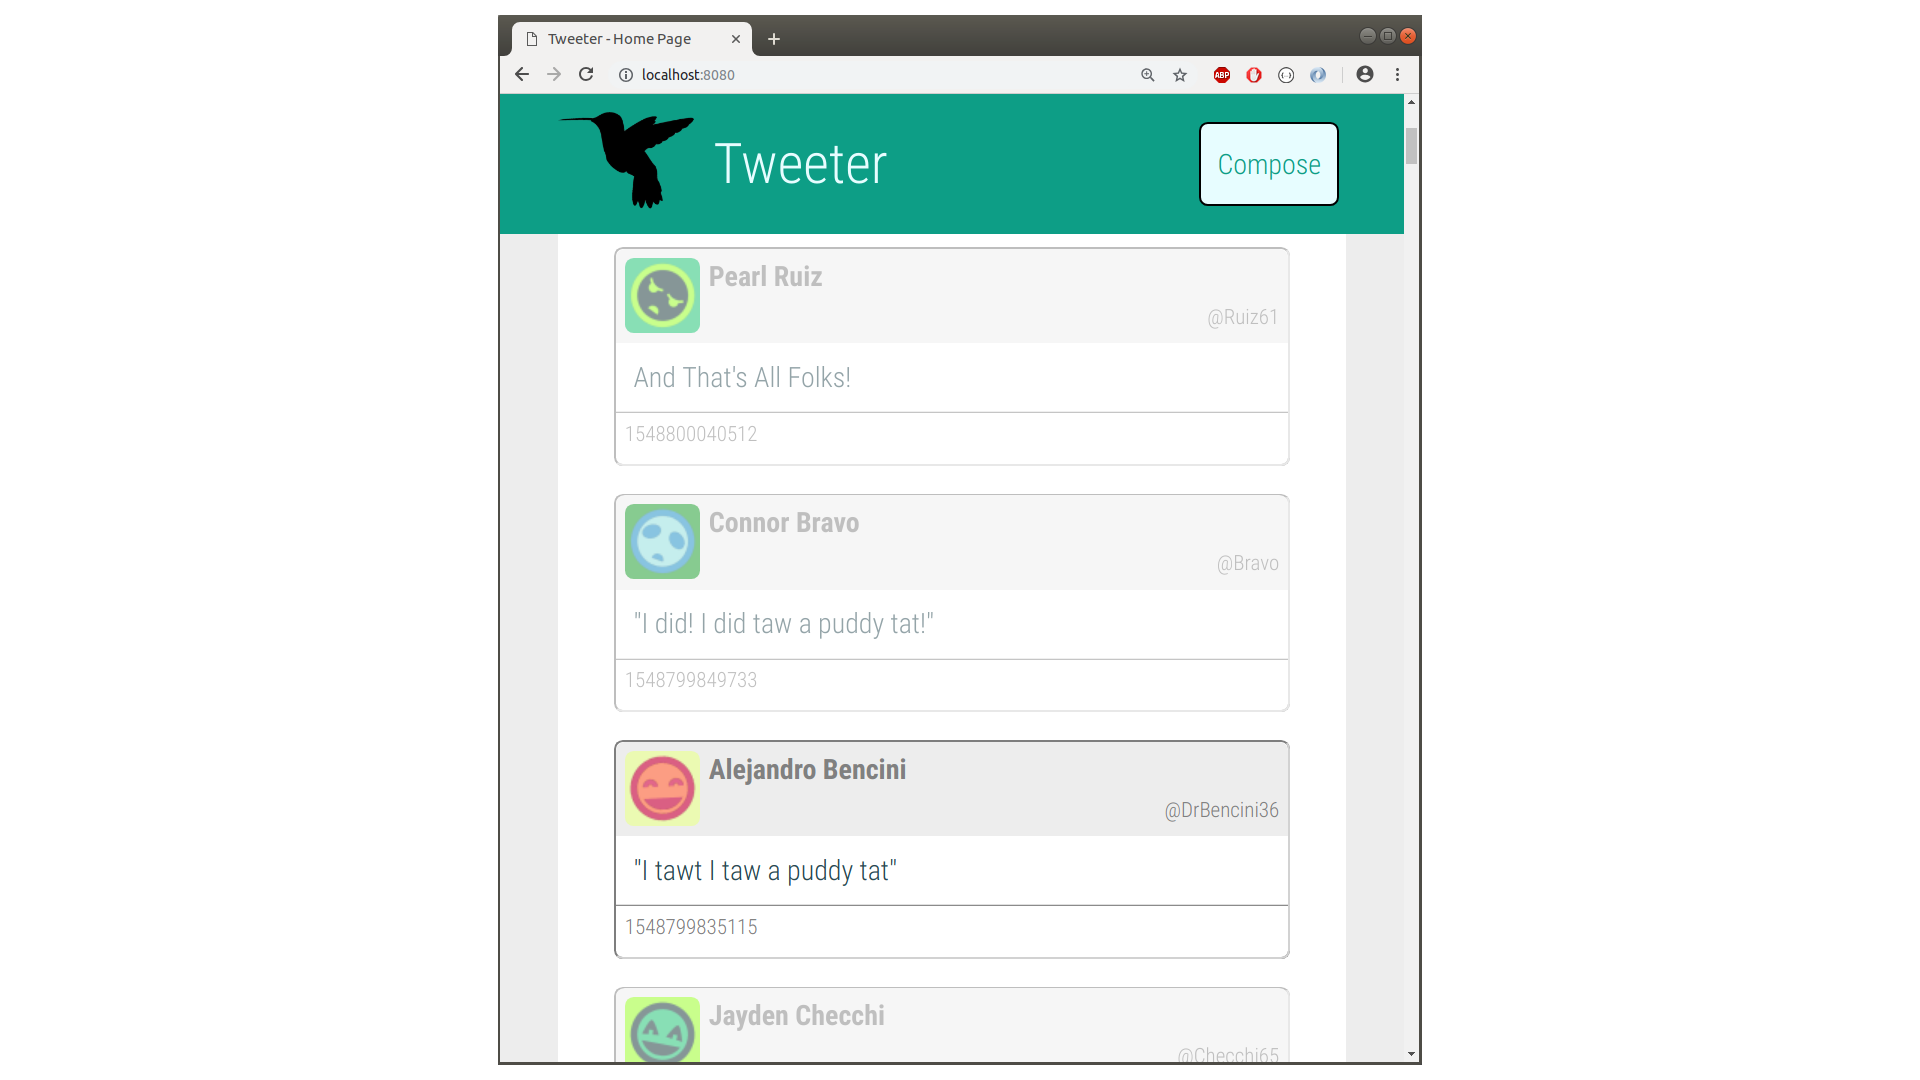 Tweeter - Home Page
localhost:8080
ABP
Tweeter
Compose
Pearl Ruiz
@Ruiz61
And That's All Folks!
1548800040512
Connor Bravo
@Bravo
"I did! I did taw a puddy tat!"
1548799849733
Alejandro Bencini
@DrBencini36
"I tawt I taw a puddy tat"
1548799835115
Jayden Checchi
@Checchi65